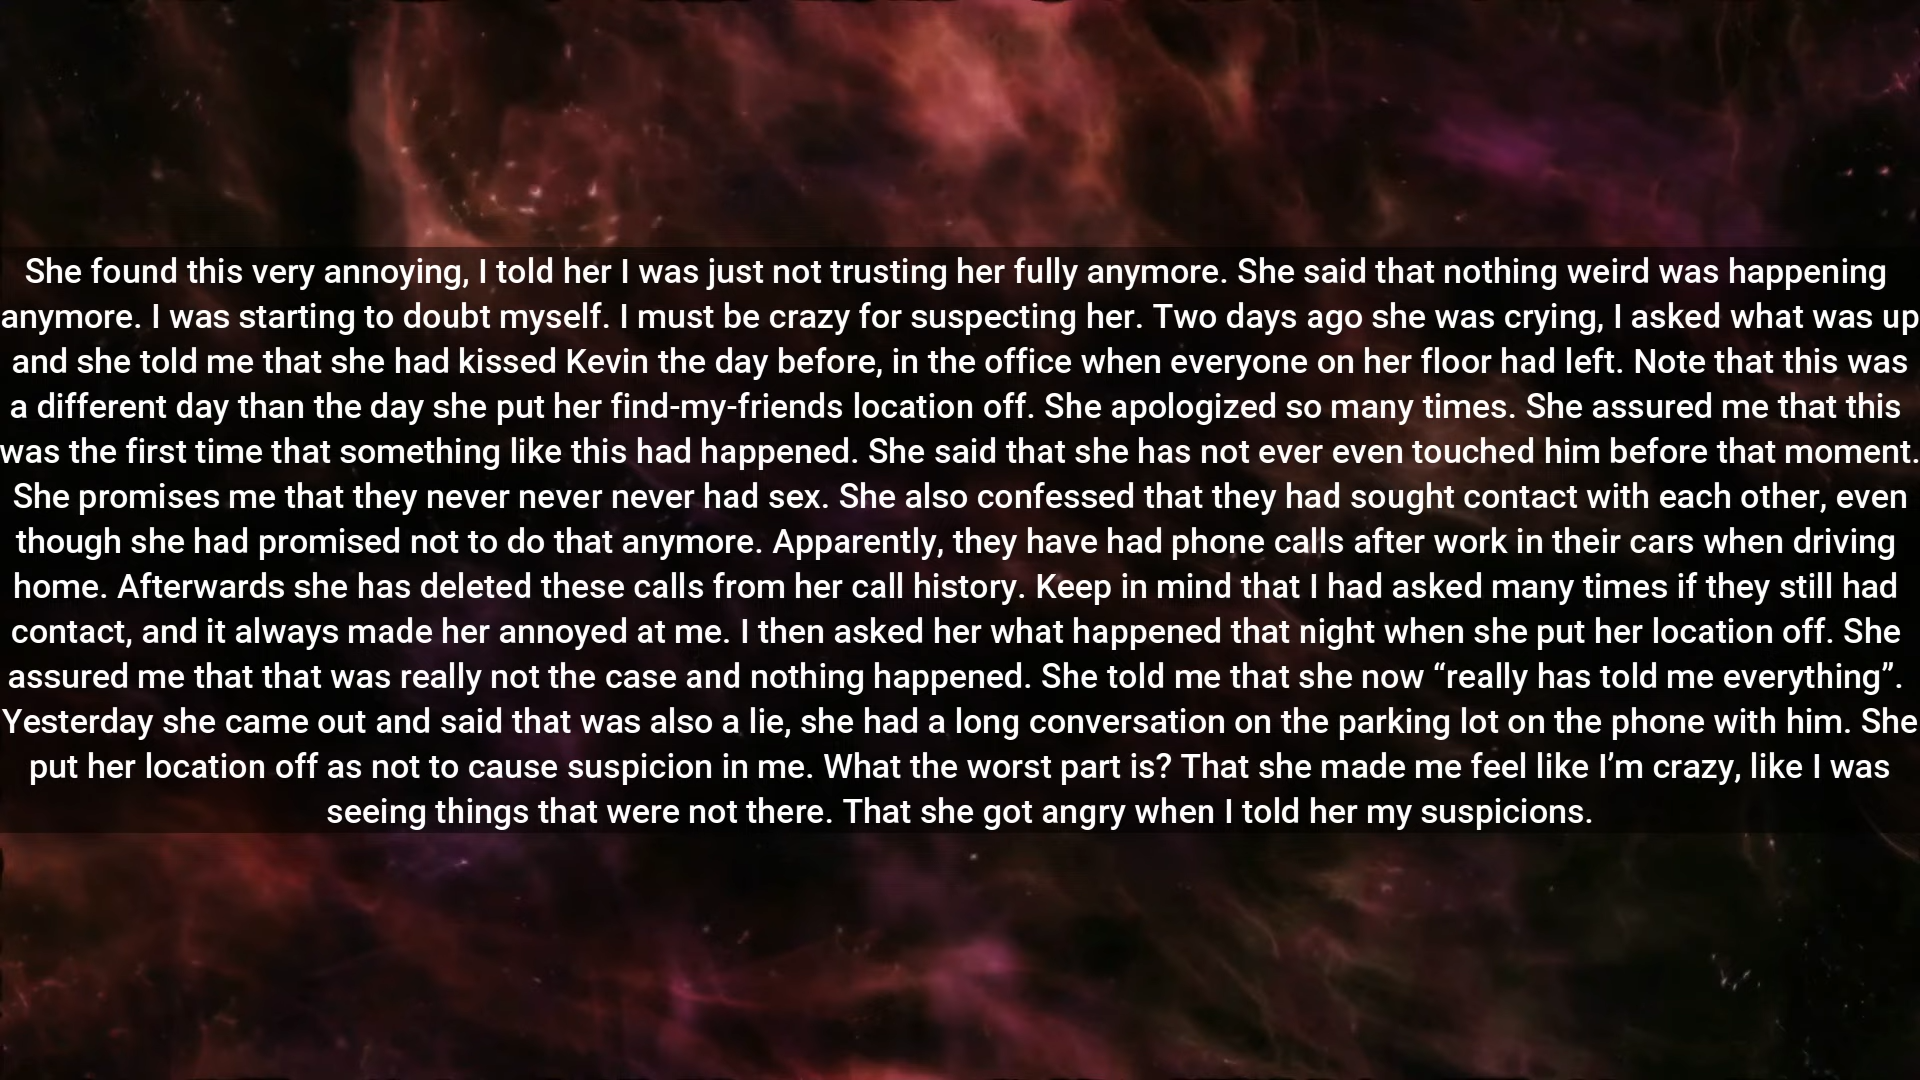 She found this very annoying, I told her I was just not trusting her fully anymore. She said that nothing weird was happening
anymore. I was starting to doubt myself. I must be crazy for suspecting her. Two days ago she was crying, I asked what was up
and she told me that she had kissed Kevin the day before, in the office when everyone on her floor had left. Note that this was
a different day than the day she put her find-my-friends location off. She apologized so many times. She assured me that this
was the first time that something like this had happened. She said that she has not ever even touched him before that moment.
She promises me that they never never never had sex. She also confessed that they had sought contact with each other, even
though she had promised not to do that anymore. Apparently, they have had phone calls after work in their cars when driving
home. Afterwards she has deleted these calls from her call history. Keep in mind that I had asked many times if they still had
contact, and it always made her annoyed at me. I then asked her what happened that night when she put her location off. She
assured me that that was really not the case and nothing happened. She told me that she now “really has told me everything”.
Yesterday she came out and said that was also a lie, she had a long conversation on the parking lot on the phone with him. She
put her location off as not to cause suspicion in me. What the worst part is? That she made me feel like I’m crazy, like I was
seeing things that were not there. That she got angry when I told her my suspicions.